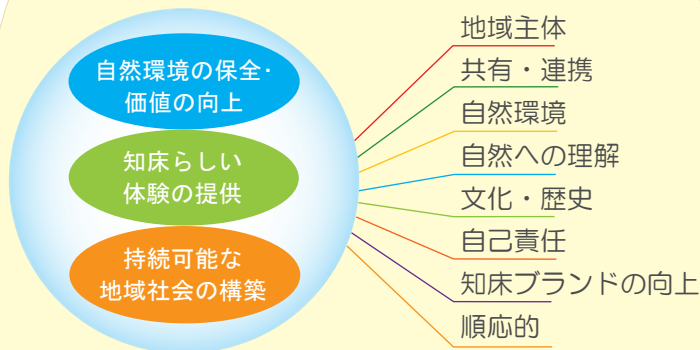 自然環境の保全・
価値の向上
知床らしい
体験の提供
持続可能な
地域社会の構築
地域主体
共有・連携
自然環境
自然への理解
文化・歴史
自己責任
知床ブランドの向上
順応的